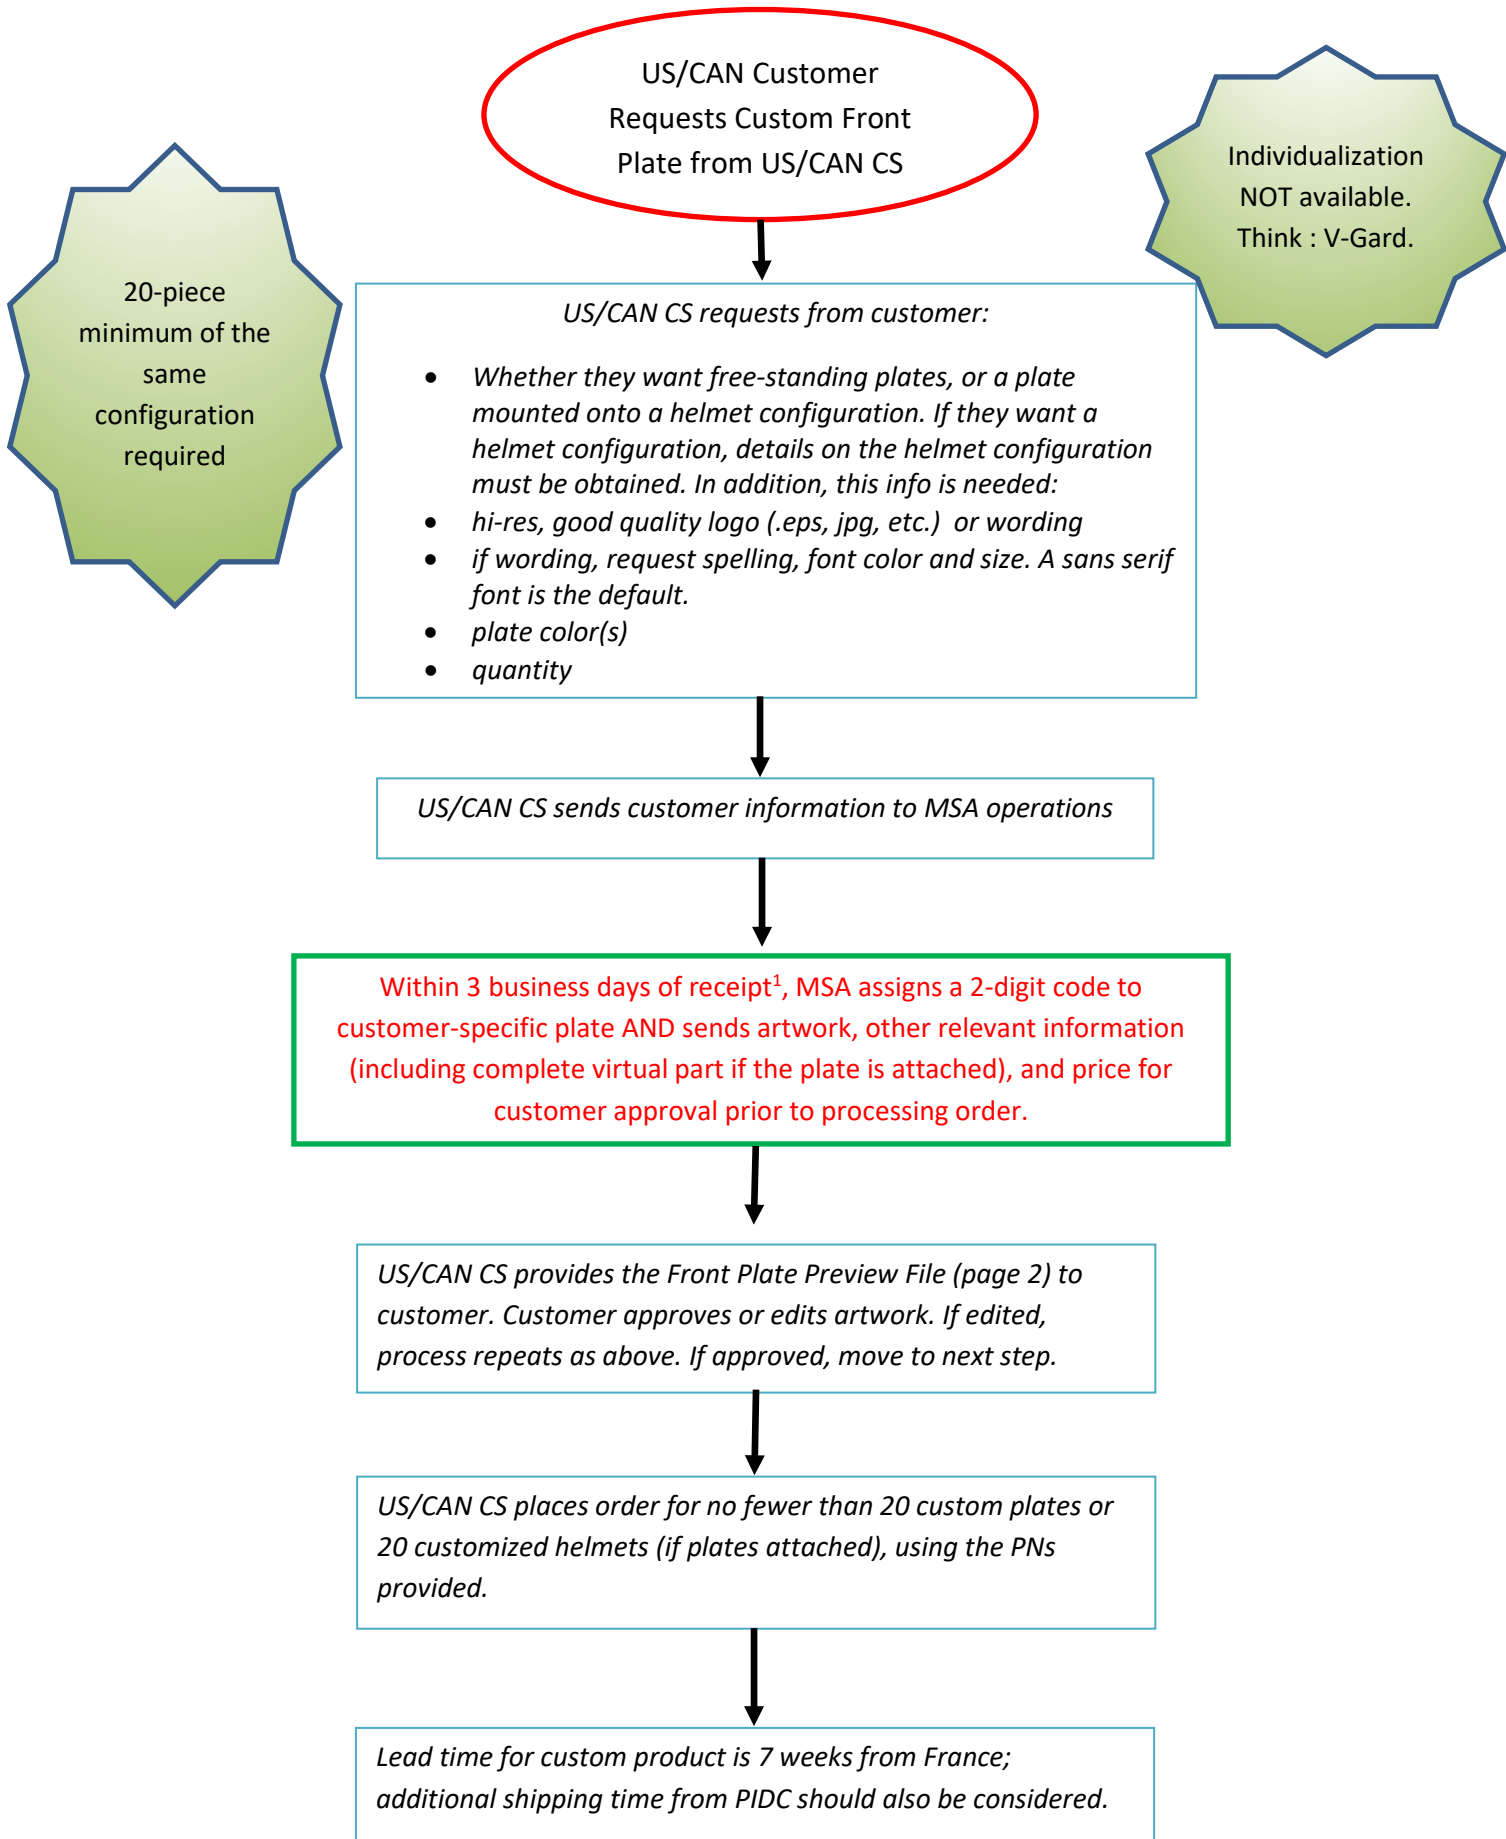 US/CAN Customer
Requests Custom Front
Plate from US/CAN CS
Individualization
NOT available.
Think : V-Gard.
20-piece
minimum of the
same
configuration
required
US/CAN CS requests from customer:
• Whether they want free-standing plates, or a plate
mounted onto a helmet configuration. If they want a
helmet configuration, details on the helmet configuration
must be obtained. In addition, this info is needed:
• hi-res, good quality logo (.eps, jpg, etc.) or wording
• if wording, request spelling, font color and size. A sans serif
font is the default.
• plate color(s)
• quantity
US/CAN CS sends customer information to MSA operations
Within 3 business days of receipt¹, MSA assigns a 2-digit code to
customer-specific plate AND sends artwork, other relevant information
(including complete virtual part if the plate is attached), and price for
customer approval prior to processing order.
US/CAN CS provides the Front Plate Preview File (page 2) to
customer. Customer approves or edits artwork. If edited,
process repeats as above. If approved, move to next step.
US/CAN CS places order for no fewer than 20 custom plates or
20 customized helmets (if plates attached), using the PNs
provided.
Lead time for custom product is 7 weeks from France;
additional shipping time from PIDC should also be considered.